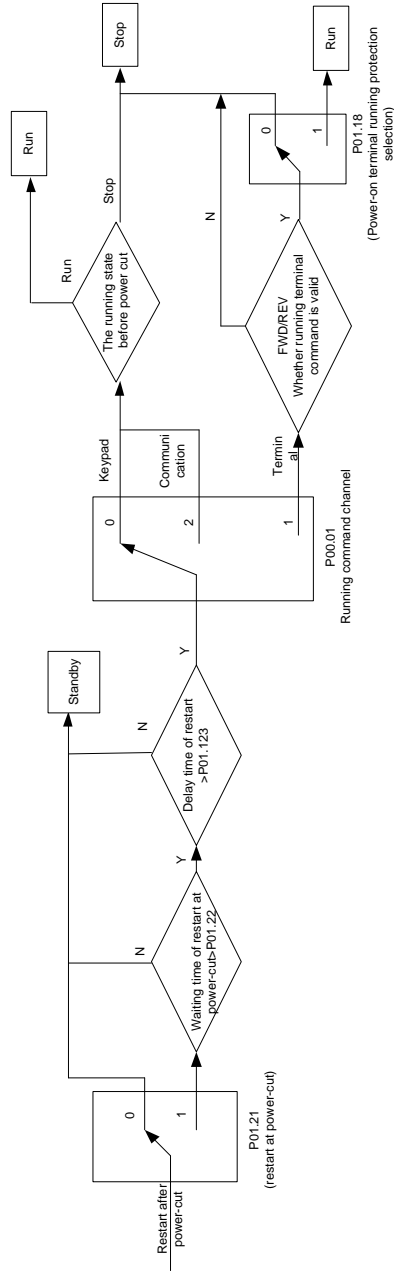 Restart after
power-cut
0
1
P01.21
(restart at power-cut)
Waiting time of restart at
power-cut>P01.22
N
Y
Standby
Delay time of restart
>P01.123
N
Y
0
2
1
P00.01
Running command channel
Keypad
Communi
cation
Termin
al
The running state
before power cut
Run
Run
Stop
Stop
FWD/REV
Whether running terminal
command is valid
N
Y
0
1
P01.18
(Power-on terminal running protection
selection)
Run